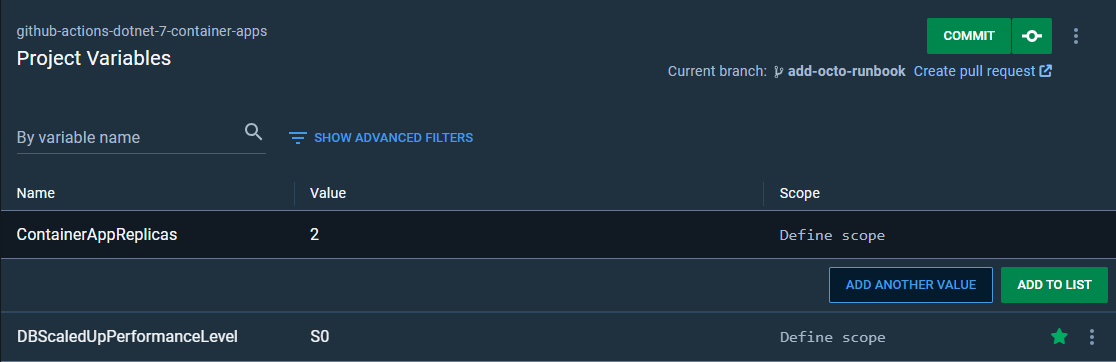 github-actions-dotnet-7-container-apps
Project Variables
COMMIT
Current branch: add-octo-runbook Create pull request
By variable name
SHOW ADVANCED FILTERS
Name Value Scope
ContainerAppReplicas 2 Define scope
ADD ANOTHER VALUE ADD TO LIST
DBScaledUpPerformanceLevel S0 Define scope